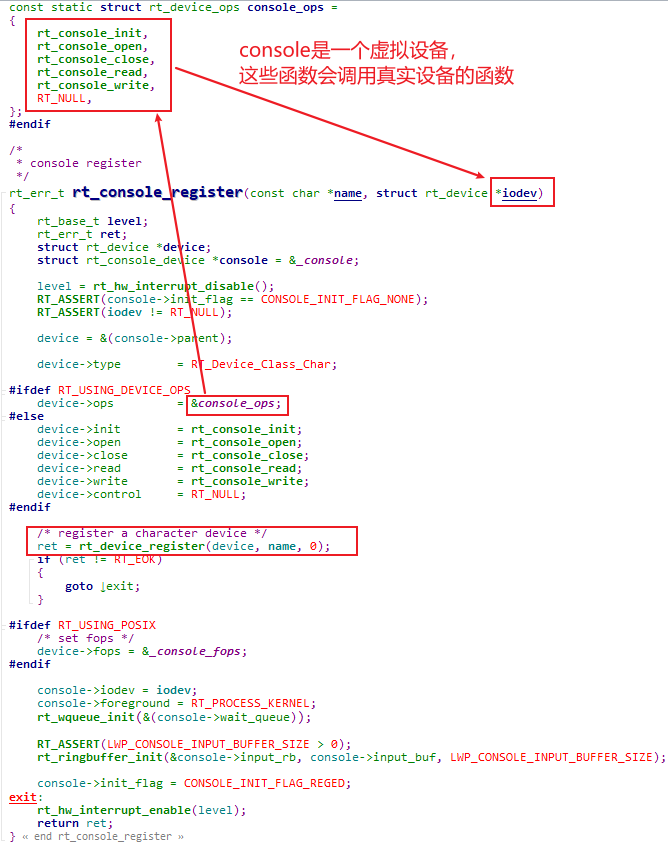 const static struct rt_device_ops console_ops =
{
rt_console_init,
rt_console_open,
rt_console_close,
rt_console_read,
rt_console_write,
RT_NULL,
};
#endif
console是一个虚拟设备，
这些函数会调用真实设备的函数
/*
* console register
*/
rt_err_t rt_console_register(const char *name, struct rt_device *iodev)
{
rt_base_t level;
rt_err_t ret;
struct rt_device *device;
struct rt_console_device *console = &_console;
level = rt_hw_interrupt_disable();
RT_ASSERT(console->init_flag == CONSOLE_INIT_FLAG_NONE);
RT_ASSERT(iodev != RT_NULL);
device = &(console->parent);
device->type = RT_Device_Class_Char;
#ifdef RT_USING_DEVICE_OPS
device->ops = &console_ops;
#else
device->init = rt_console_init;
device->open = rt_console_open;
device->close = rt_console_close;
device->read = rt_console_read;
device->write = rt_console_write;
device->control = RT_NULL;
#endif
/* register a character device */
ret = rt_device_register(device, name, 0);
if (ret != RT_EOK)
{
goto ↓exit;
}
#ifdef RT_USING_POSIX
/* set fops */
device->fops = &_console_fops;
#endif
console->iodev = iodev;
console->foreground = RT_PROCESS_KERNEL;
rt_wqueue_init(&(console->wait_queue));
RT_ASSERT(LWP_CONSOLE_INPUT_BUFFER_SIZE > 0);
rt_ringbuffer_init(&console->input_rb, console->input_buf, LWP_CONSOLE_INPUT_BUFFER_SIZE);
console->init_flag = CONSOLE_INIT_FLAG_REGED;
exit:
rt_hw_interrupt_enable(level);
return ret;
} « end rt_console_register »